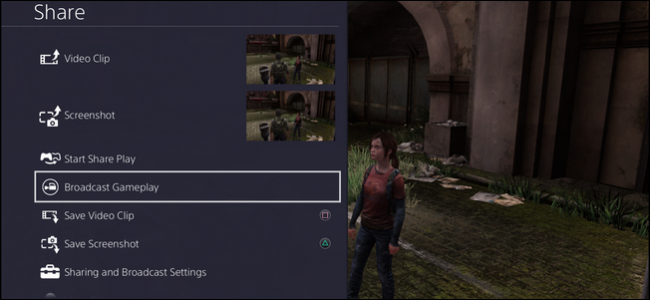 Share
Video Clip
Screenshot
Start Share Play
Broadcast Gameplay
Save Video Clip
Save Screenshot
Sharing and Broadcast Settings